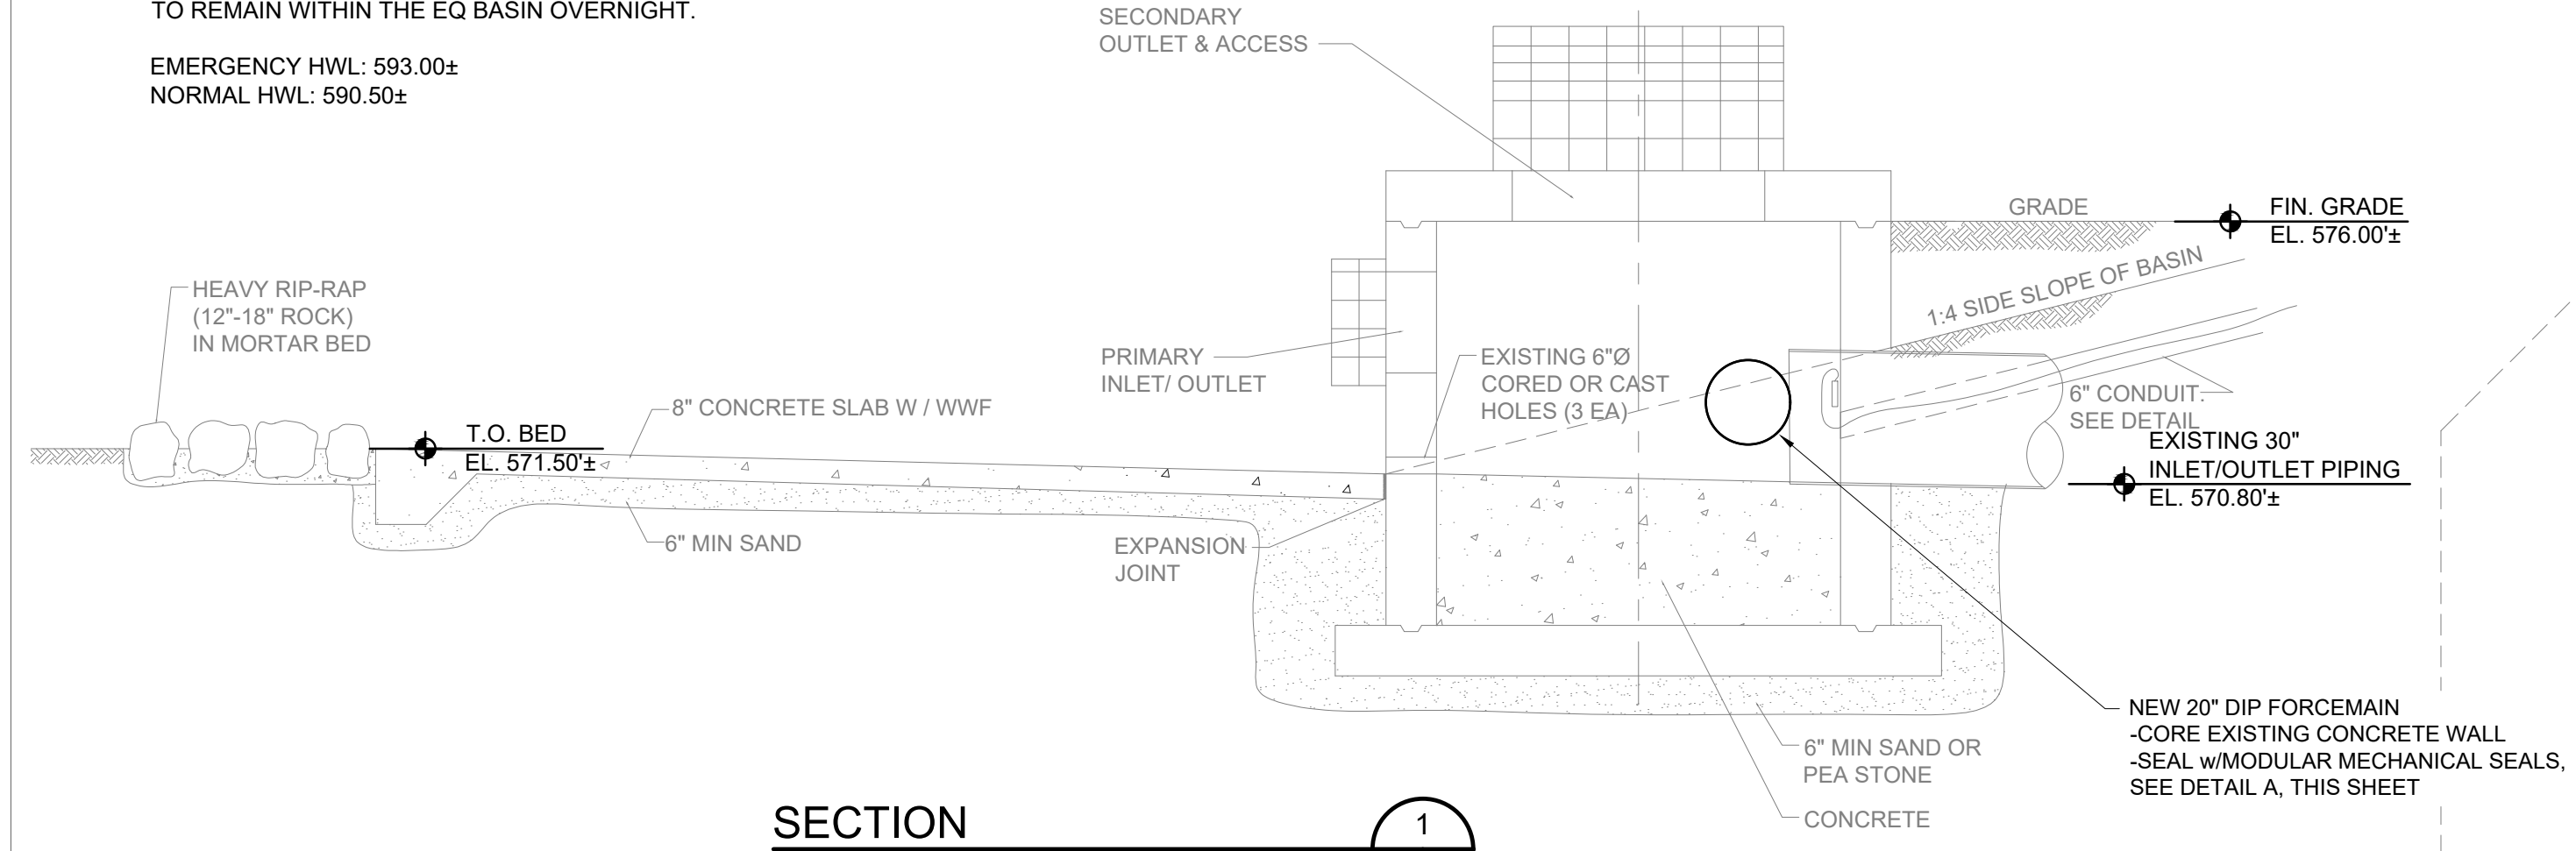 TO REMAIN WITHIN THE EQ BASIN OVERNIGHT.
EMERGENCY HWL: 593.00±
NORMAL HWL: 590.50±
SECONDARY
OUTLET & ACCESS
GRADE
FIN. GRADE
EL. 576.00'±
1:4 SIDE SLOPE OF BASIN
HEAVY RIP-RAP
(12"-18" ROCK)
IN MORTAR BED
PRIMARY
INLET/ OUTLET
EXISTING 6"Ø
CORED OR CAST
HOLES (3 EA)
6" CONDUIT.
SEE DETAIL
8" CONCRETE SLAB W / WWF
T.O. BED
EL. 571.50'±
EXISTING 30"
INLET/OUTLET PIPING
EL. 570.80'±
6" MIN SAND
EXPANSION
JOINT
NEW 20" DIP FORCEMAIN
-CORE EXISTING CONCRETE WALL
-SEAL w/MODULAR MECHANICAL SEALS,
SEE DETAIL A, THIS SHEET
6" MIN SAND OR
PEA STONE
CONCRETE
SECTION
1